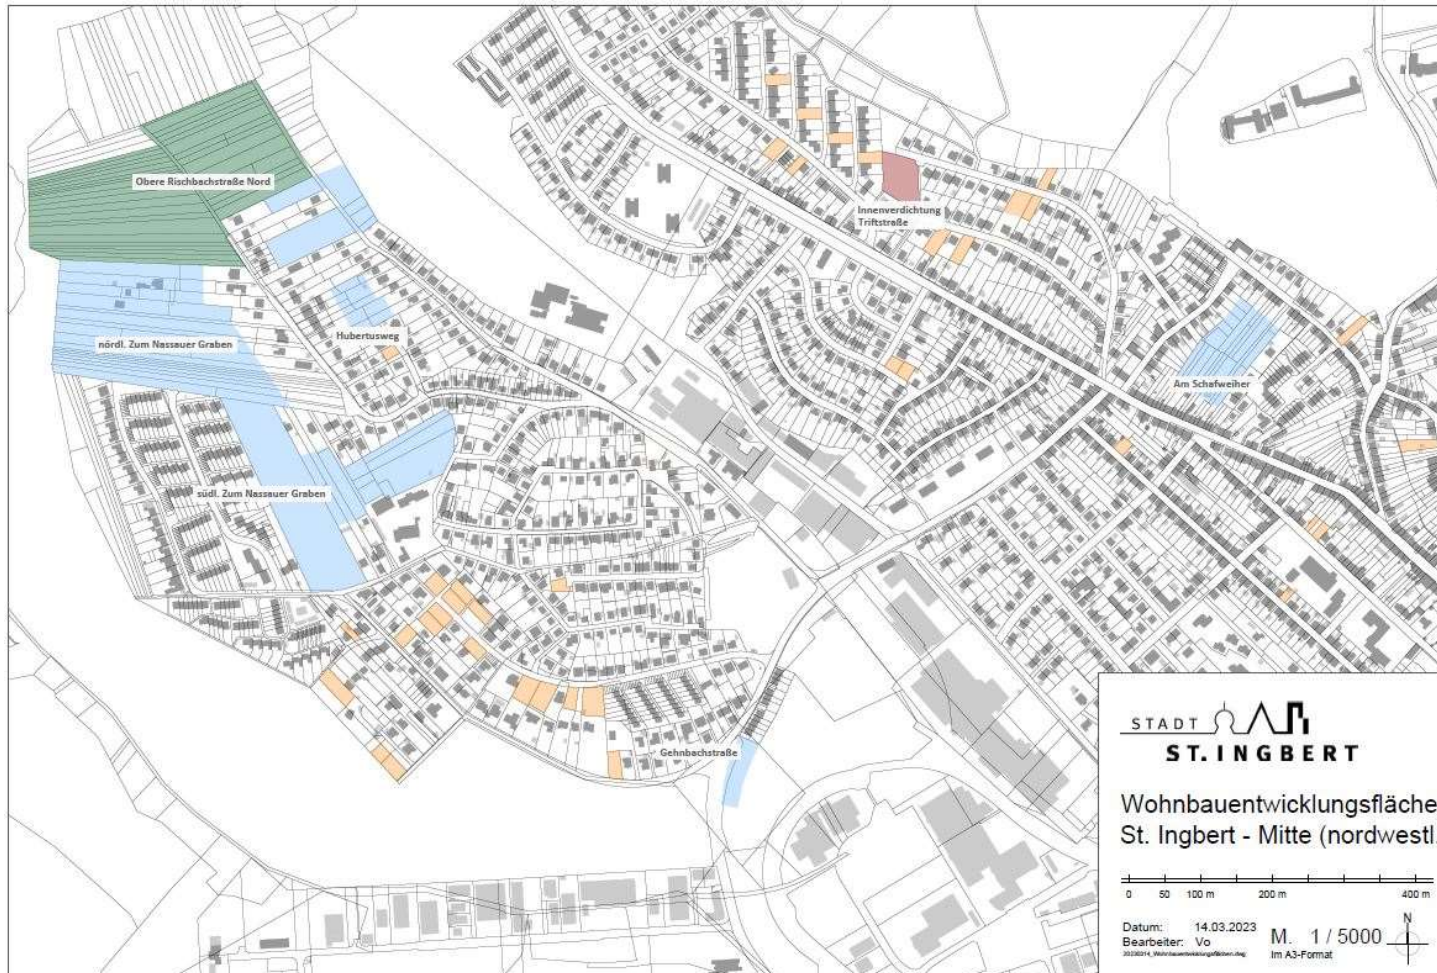 Obere Rischbachstraße Nord
Innenverdichtung
Triftstraße
Hubertusweg
nördl. Zum Nassauer Graben
Am Schafweiher
südl. Zum Nassauer Graben
Gehnbachstraße
STADT
ST. INGBERT
Wohnbauentwicklungsfläche
St. Ingbert - Mitte (nordwestl.
0 50 100 m 200 m 400 m
N
Datum: 14.03.2023
Bearbeiter: Vo
M. 1 / 5000
Im A3-Format